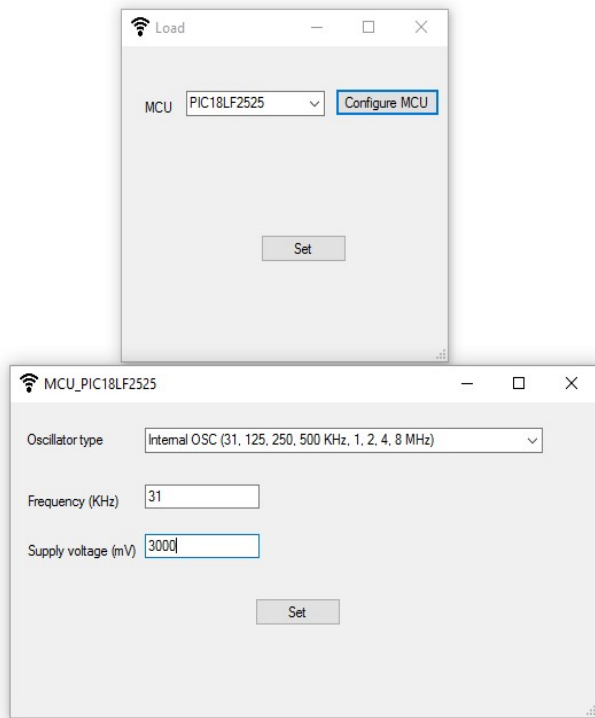 Load
MCU PIC18LF2525 Configure MCU
Set
MCU_PIC18LF2525
Oscillator type Internal OSC (31, 125, 250, 500 KHz, 1, 2, 4, 8 MHz)
Frequency (KHz) 31
Supply voltage (mV) 3000
Set